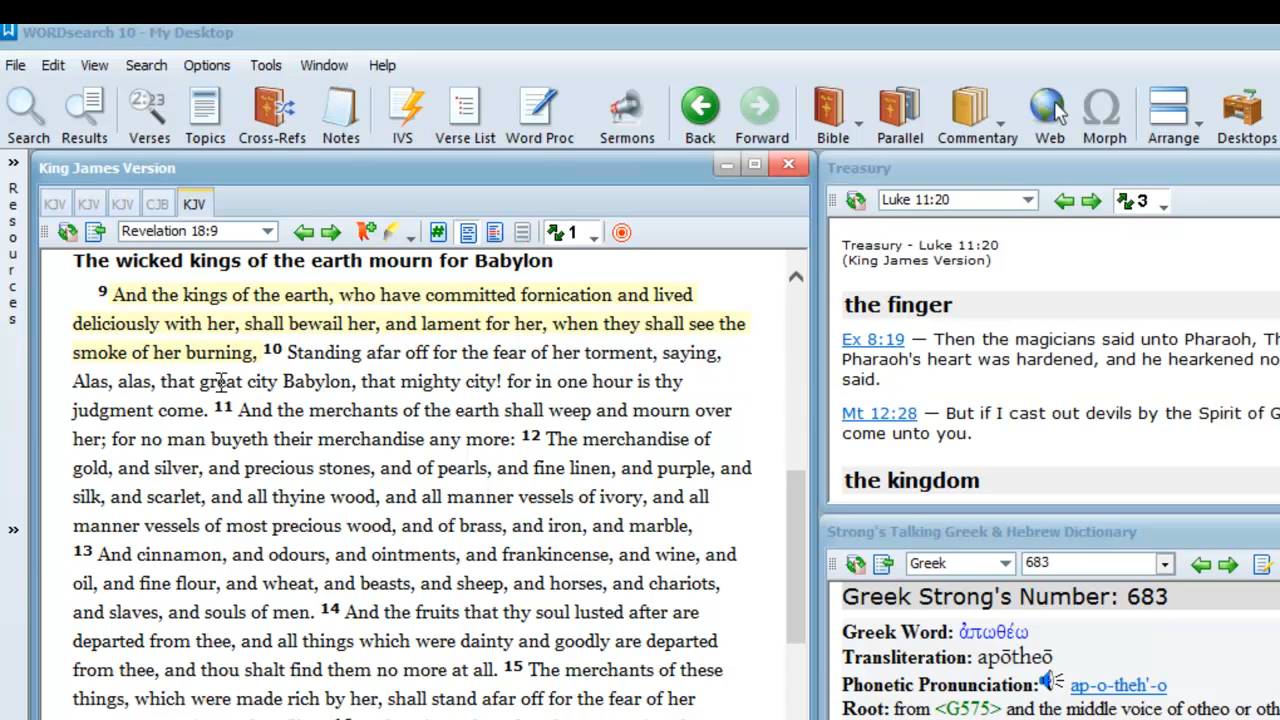 WORDsearch 10 - My Desktop
File Edit View Search Options Tools Window Help
2:23
Search Results Verses Topics Cross-Refs Notes IVS Verse List Word Proc Sermons Back Forward Bible Parallel Commentary Web Morph Arrange Desktops
»
Resources
»
King James Version
KJV KJV KJV CJB KJV
Revelation 18:9
# 1
The wicked kings of the earth mourn for Babylon
9 And the kings of the earth, who have committed fornication and lived
deliciously with her, shall bewail her, and lament for her, when they shall see the
smoke of her burning, 10 Standing afar off for the fear of her torment, saying,
Alas, alas, that great city Babylon, that mighty city! for in one hour is thy
judgment come. 11 And the merchants of the earth shall weep and mourn over
her; for no man buyeth their merchandise any more: 12 The merchandise of
gold, and silver, and precious stones, and of pearls, and fine linen, and purple, and
silk, and scarlet, and all thyine wood, and all manner vessels of ivory, and all
manner vessels of most precious wood, and of brass, and iron, and marble,
13 And cinnamon, and odours, and ointments, and frankincense, and wine, and
oil, and fine flour, and wheat, and beasts, and sheep, and horses, and chariots,
and slaves, and souls of men. 14 And the fruits that thy soul lusted after are
departed from thee, and all things which were dainty and goodly are departed
from thee, and thou shalt find them no more at all. 15 The merchants of these
things, which were made rich by her, shall stand afar off for the fear of her
Treasury
Luke 11:20
3
Treasury - Luke 11:20
(King James Version)
the finger
Ex 8:19 — Then the magicians said unto Pharaoh, Th
Pharaoh's heart was hardened, and he hearkened no
said.
Mt 12:28 — But if I cast out devils by the Spirit of G
come unto you.
the kingdom
Strong's Talking Greek & Hebrew Dictionary
Greek 683
Greek Strong's Number: 683
Greek Word: ἀπωθέω
Transliteration: apōtheō
Phonetic Pronunciation: ap-o-theh'-o
Root: from <G575> and the middle voice of otheo or oth